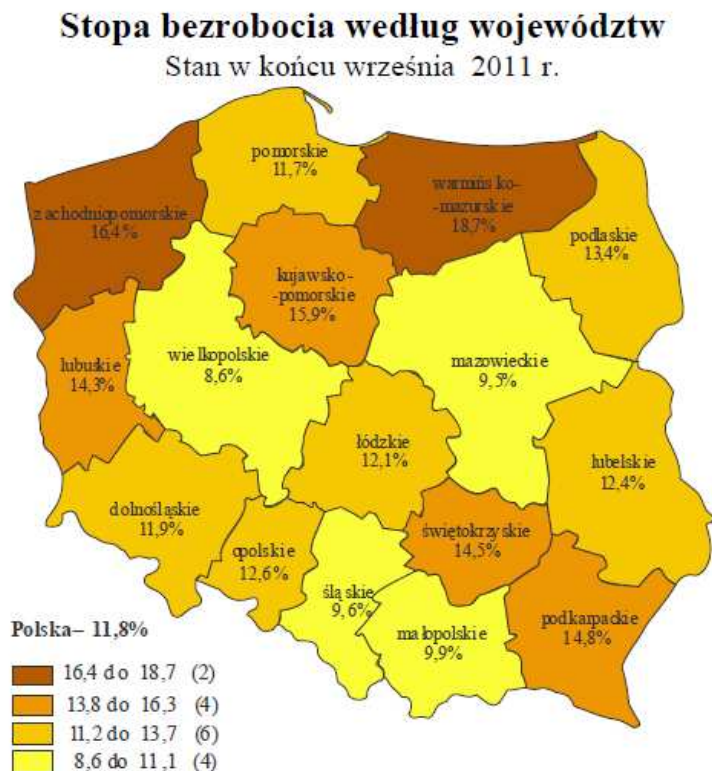 Stopa bezrobocia według województw
Stan w końcu września 2011 r.
pomorskie
11,7%
warmińsko-
-mazurskie
18,7%
zachodniopomorskie
16,4%
podlaskie
13,4%
kujawsko-
-pomorskie
15,9%
wielkopolskie
8,6%
mazowieckie
9,5%
lubuskie
14,3%
łódzkie
12,1%
lubelskie
12,4%
dolnośląskie
11,9%
opolskie
12,6%
świętokrzyskie
14,5%
śląskie
9,6%
małopolskie
9,9%
podkarpackie
14,8%
Polska– 11,8%
16,4 do 18,7 (2)
13,8 do 16,3 (4)
11,2 do 13,7 (6)
8,6 do 11,1 (4)